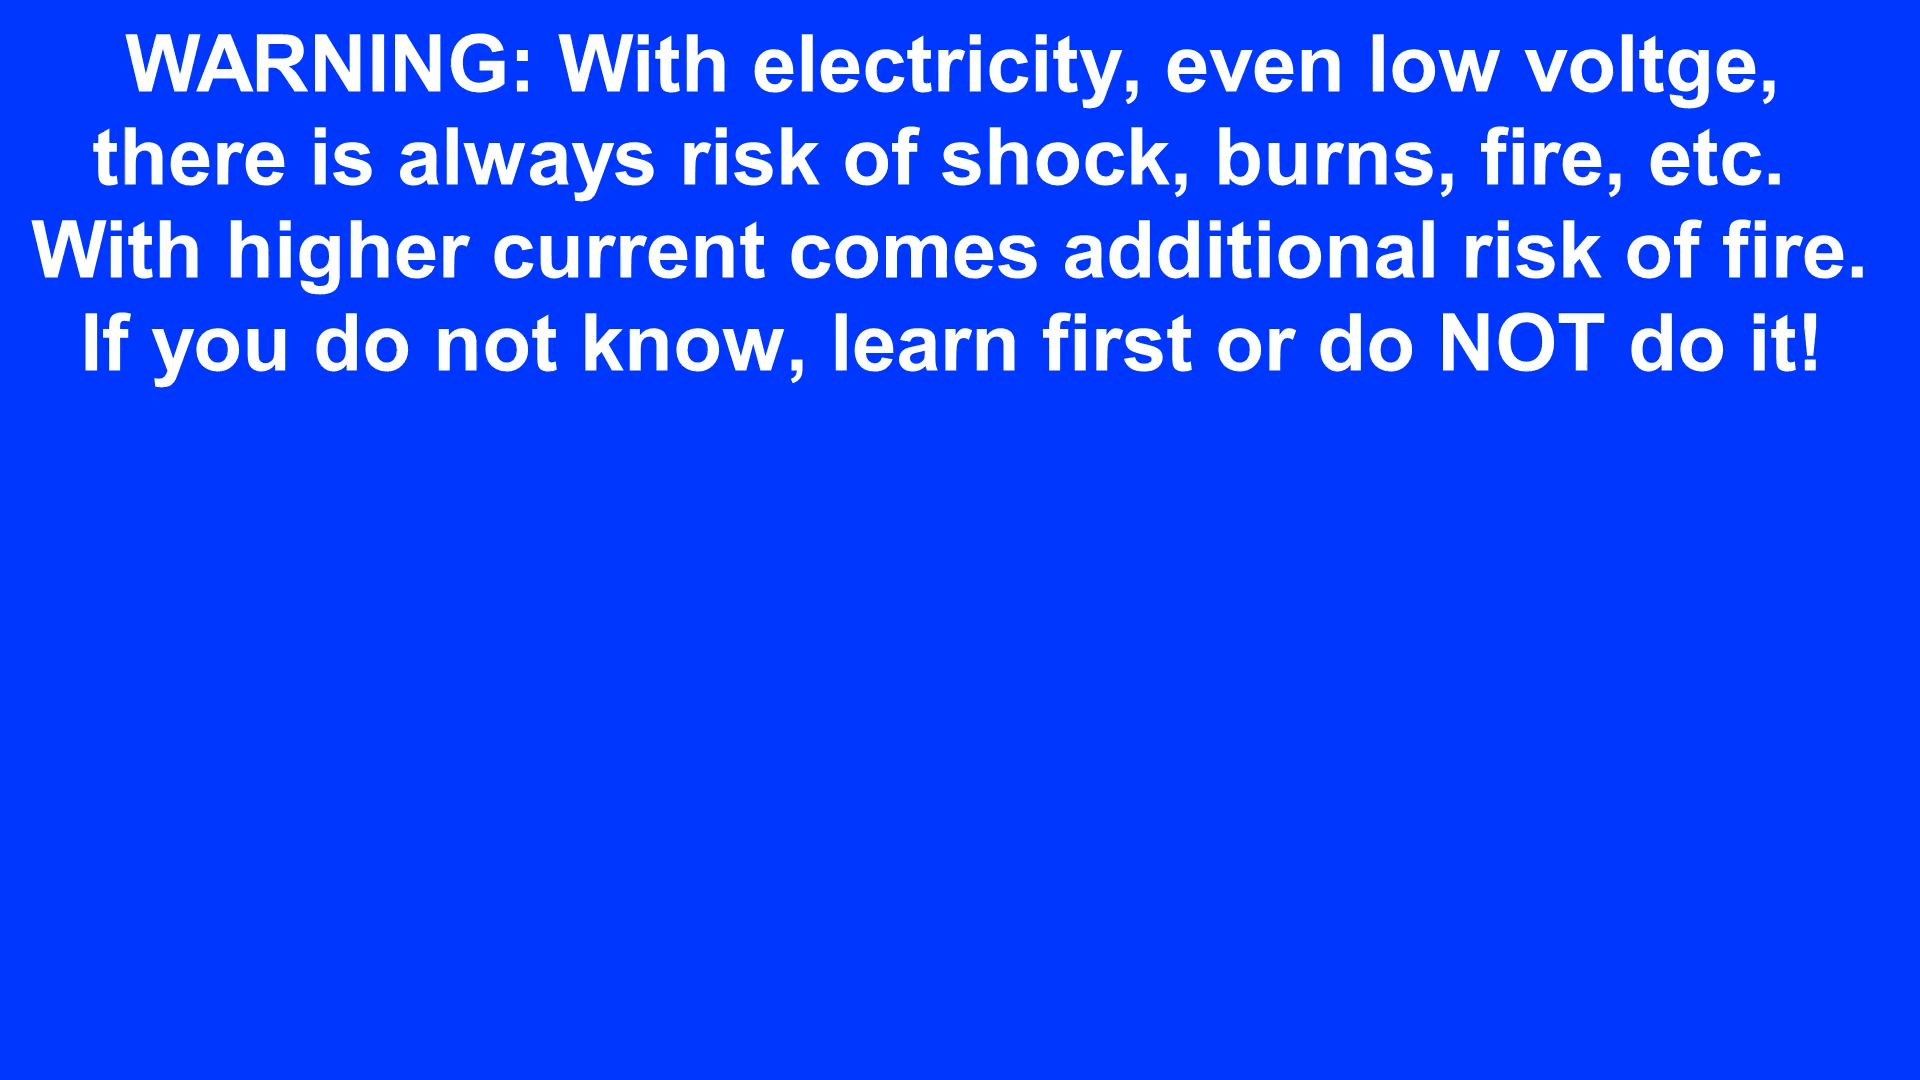 WARNING: With electricity, even low voltge,
there is always risk of shock, burns, fire, etc.
With higher current comes additional risk of fire.
If you do not know, learn first or do NOT do it!